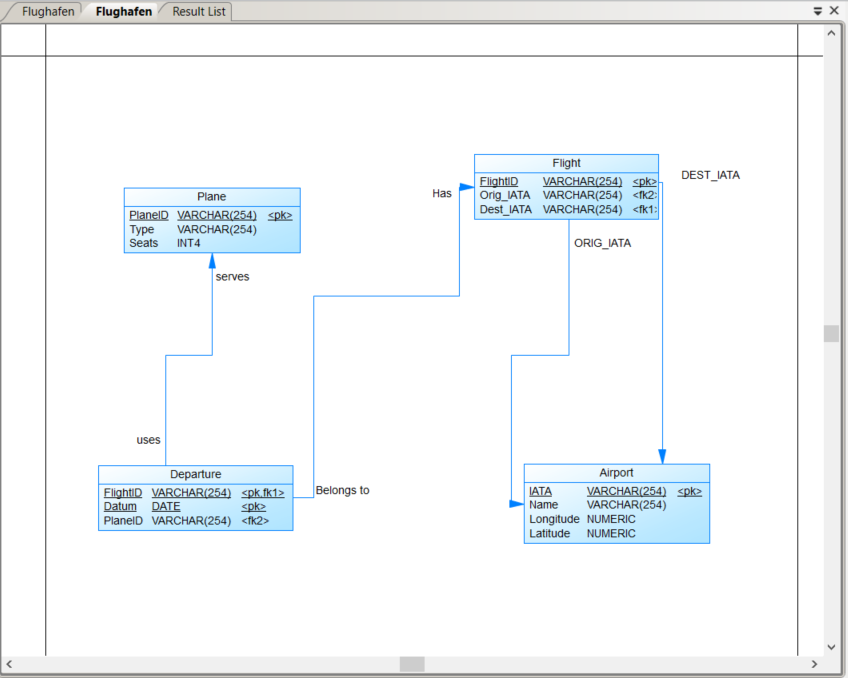 Flughafen Flughafen Result List
Flight
FlightID VARCHAR(254) <pk>
Orig_IATA VARCHAR(254) <fk2>
Dest_IATA VARCHAR(254) <fk1>
DEST_IATA
Has
Plane
PlaneID VARCHAR(254) <pk>
Type VARCHAR(254)
Seats INT4
ORIG_IATA
serves
uses
Departure
FlightID VARCHAR(254) <pk,fk1>
Datum DATE <pk>
PlaneID VARCHAR(254) <fk2>
Belongs to
Airport
IATA VARCHAR(254) <pk>
Name VARCHAR(254)
Longitude NUMERIC
Latitude NUMERIC